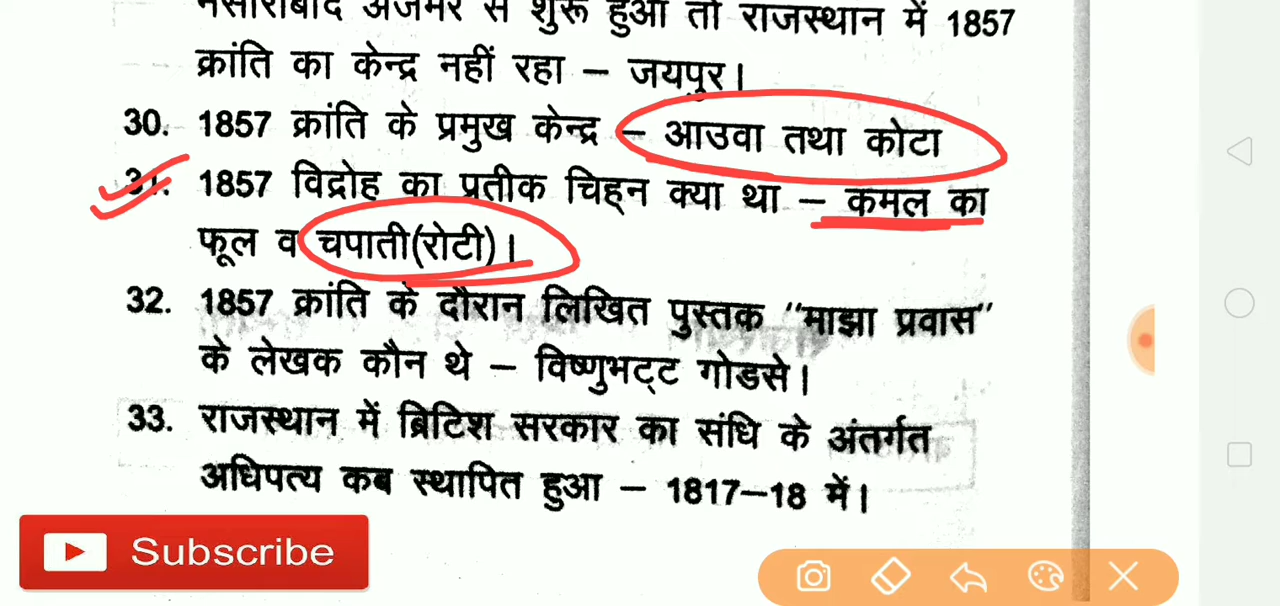 नसीराबाद अजमेर से शुरू हुआ तो राजस्थान में 1857
क्रांति का केन्द्र नहीं रहा – जयपुर।
30. 1857 क्रांति के प्रमुख केन्द्र – आउवा तथा कोटा
31. 1857 विद्रोह का प्रतीक चिह्न क्या था – कमल का
फूल व चपाती(रोटी)।
32. 1857 क्रांति के दौरान लिखित पुस्तक "माझा प्रवास"
के लेखक कौन थे – विष्णुभट्ट गोडसे।
33. राजस्थान में ब्रिटिश सरकार का संधि के अंतर्गत
अधिपत्य कब स्थापित हुआ – 1817–18 में।
Subscribe